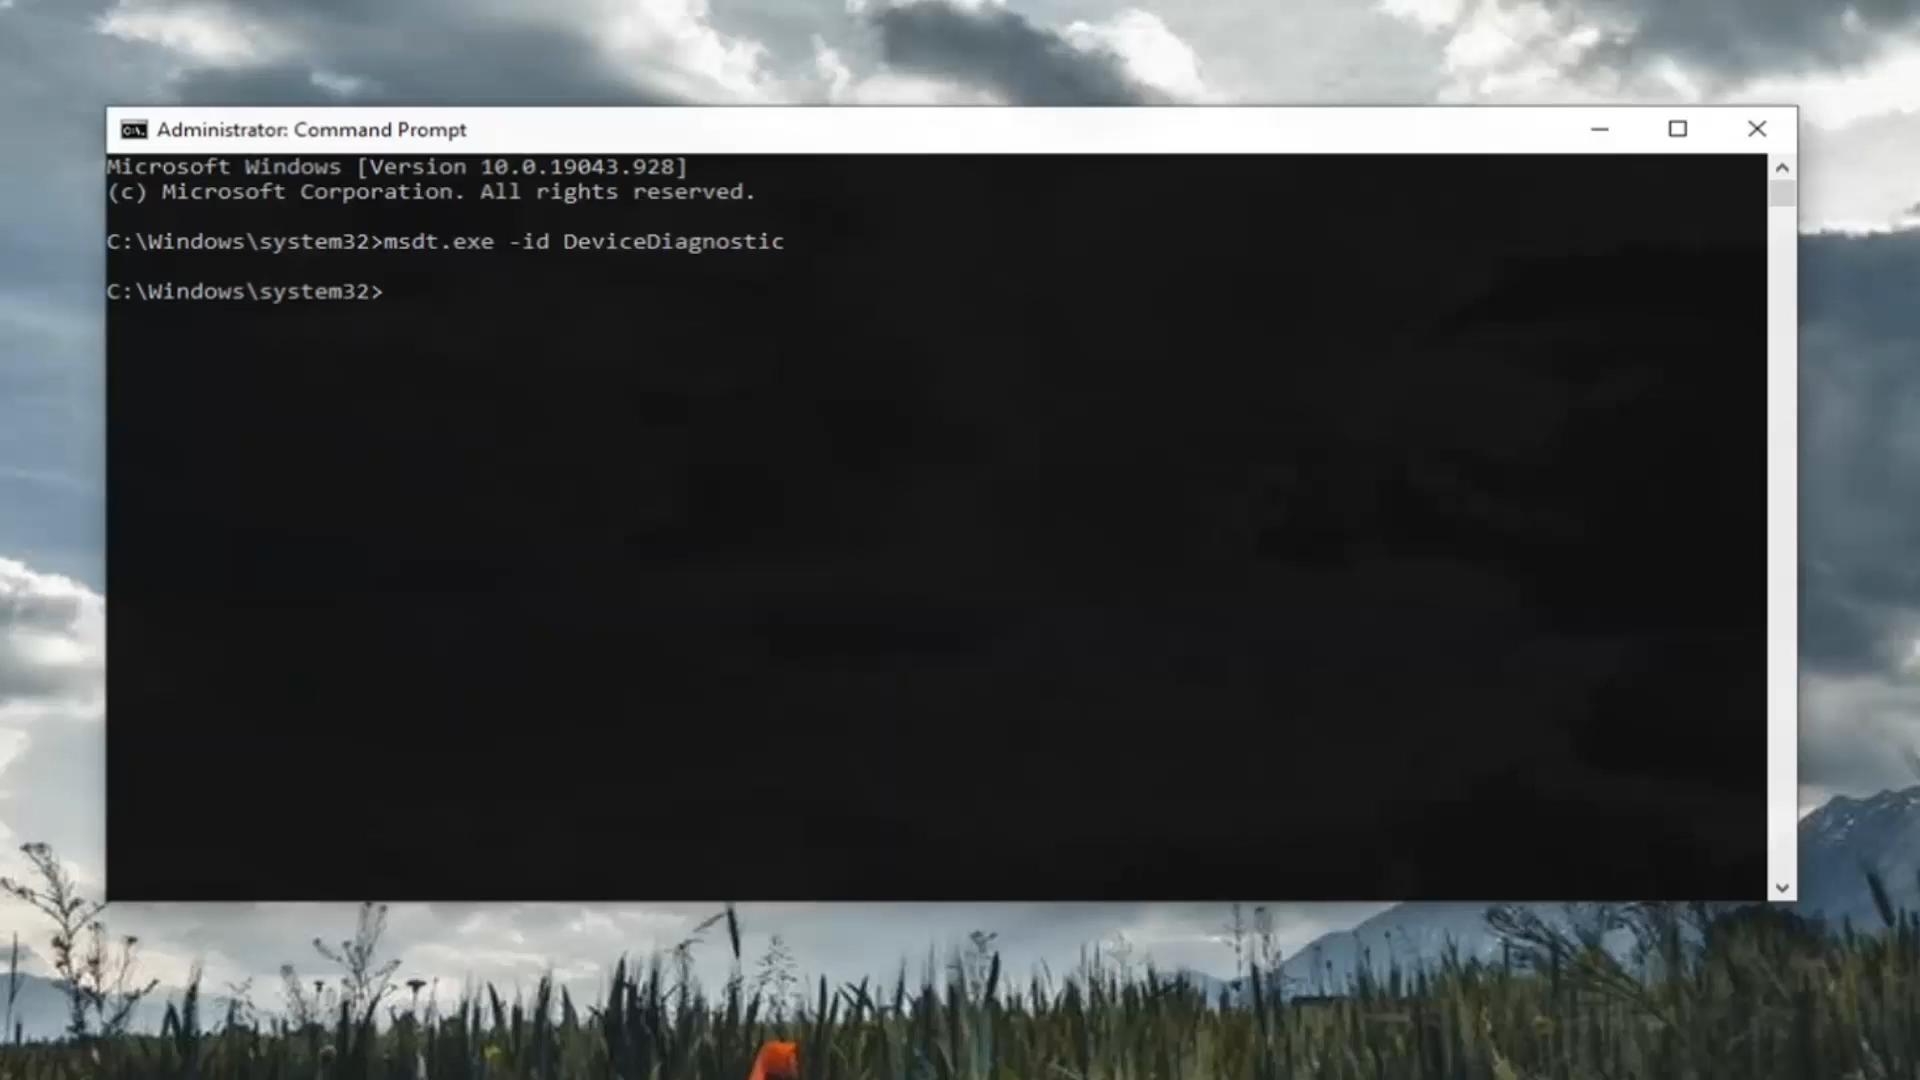 Administrator: Command Prompt
Microsoft Windows [Version 10.0.19043.928]
(c) Microsoft Corporation. All rights reserved.
C:\Windows\system32>msdt.exe -id DeviceDiagnostic
C:\Windows\system32>